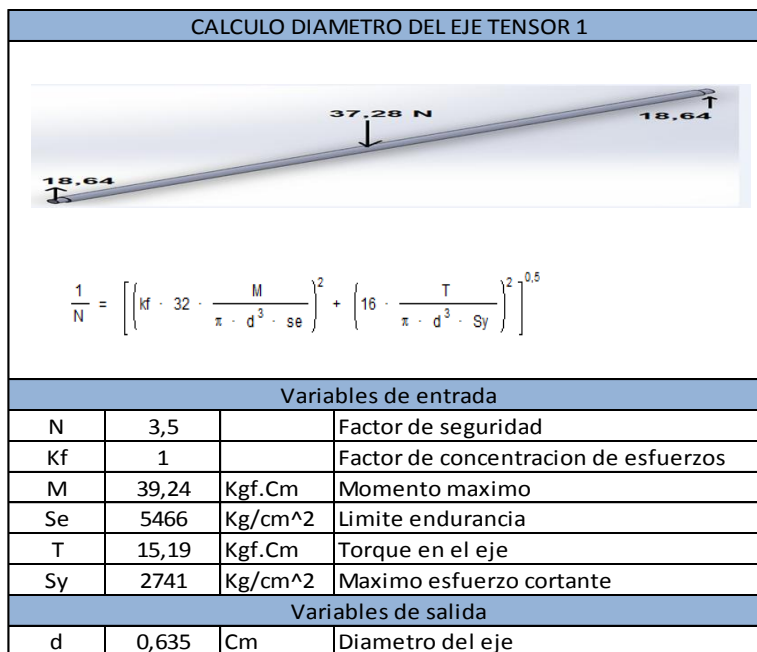 CALCULO DIAMETRO DEL EJE TENSOR 1
37,28 N
18,64
18,64
1/N = [(kf · 32 · M/(π · d^3 · se))^2 + (16 · T/(π · d^3 · Sy))^2]^0,5
Variables de entrada
N 3,5 Factor de seguridad
Kf 1 Factor de concentracion de esfuerzos
M 39,24 Kgf.Cm Momento maximo
Se 5466 Kg/cm^2 Limite endurancia
T 15,19 Kgf.Cm Torque en el eje
Sy 2741 Kg/cm^2 Maximo esfuerzo cortante
Variables de salida
d 0,635 Cm Diametro del eje